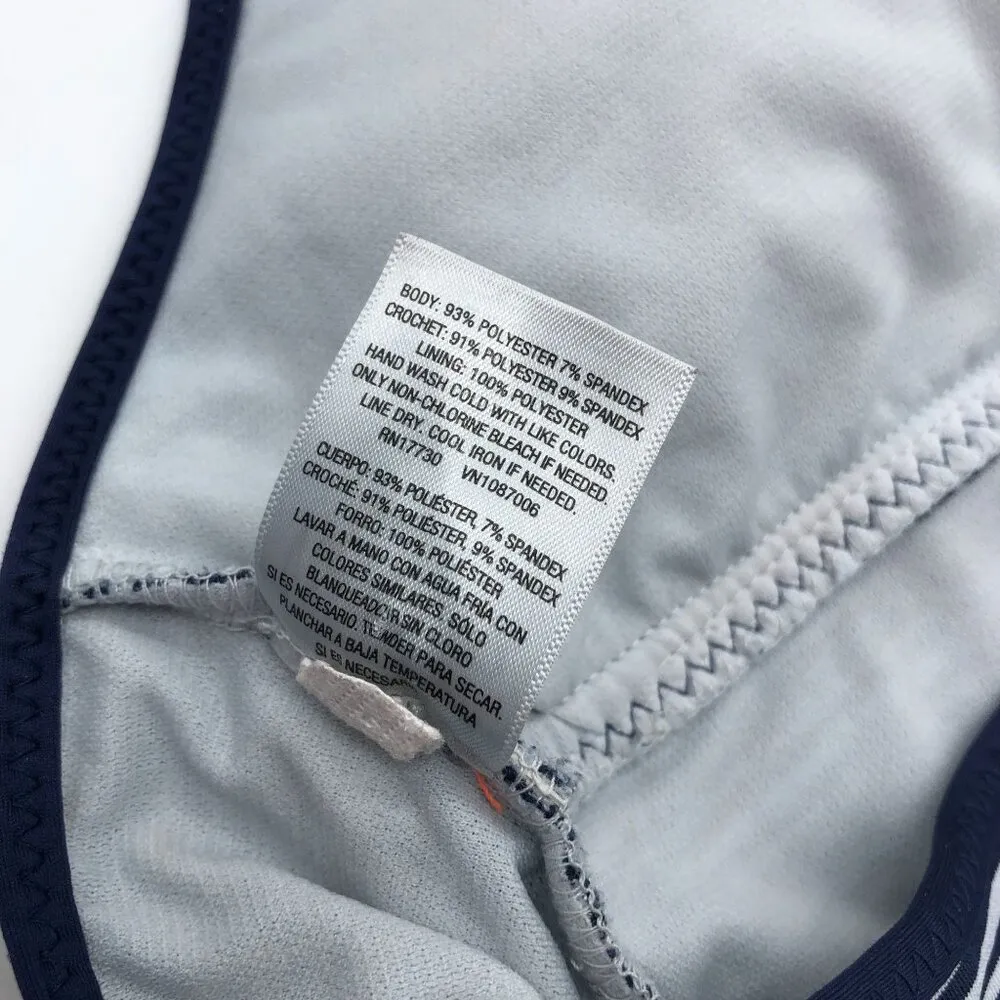 BODY: 93% POLYESTER 7% SPANDEX
CROCHET: 91% POLYESTER 9% SPANDEX
LINING: 100% POLYESTER
HAND WASH COLD WITH LIKE COLORS.
ONLY NON-CHLORINE BLEACH IF NEEDED.
LINE DRY. COOL IRON IF NEEDED.
RN17730 VN1087006
CUERPO: 93% POLIÉSTER, 7% SPANDEX
CROCHÉ: 91% POLIÉSTER, 9% SPANDEX
FORRO: 100% POLIÉSTER
LAVAR A MANO CON AGUA FRÍA CON
COLORES SIMILARES, SÓLO
BLANQUEADOR SIN CLORO
SI ES NECESARIO. TENDER PARA SECAR.
PLANCHAR A BAJA TEMPERATURA
SI ES